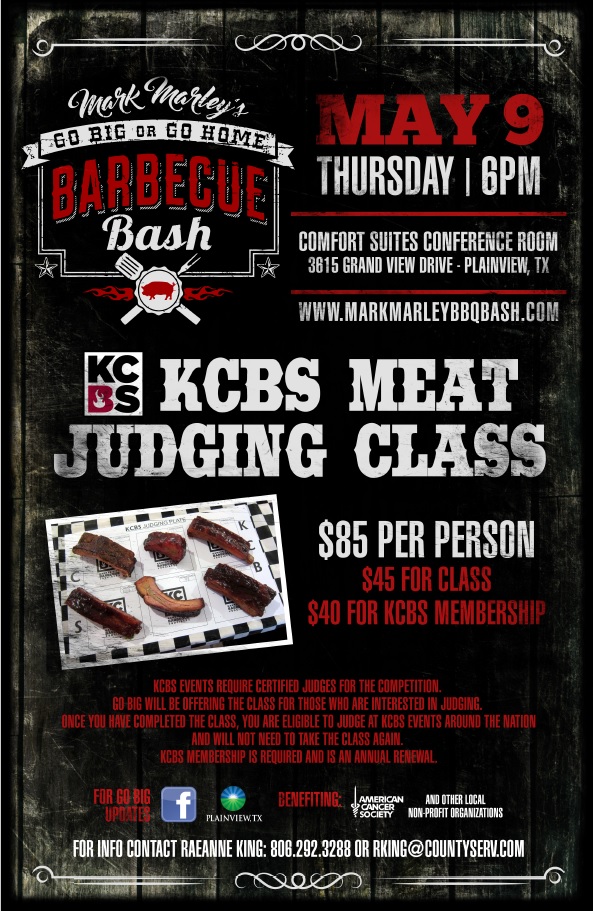 Mark Marley's
GO BIG OR GO HOME
BARBECUE
Bash
MAY 9
THURSDAY | 6PM
COMFORT SUITES CONFERENCE ROOM
3615 GRAND VIEW DRIVE - PLAINVIEW, TX
WWW.MARKMARLEYBBQBASH.COM
KC
BS
KCBS MEAT
JUDGING CLASS
KCBS JUDGING PLATE
K
C
B
C
S
$85 PER PERSON
$45 FOR CLASS
$40 FOR KCBS MEMBERSHIP
KCBS EVENTS REQUIRE CERTIFIED JUDGES FOR THE COMPETITION.
GO BIG WILL BE OFFERING THE CLASS FOR THOSE WHO ARE INTERESTED IN JUDGING.
ONCE YOU HAVE COMPLETED THE CLASS, YOU ARE ELIGIBLE TO JUDGE AT KCBS EVENTS AROUND THE NATION
AND WILL NOT NEED TO TAKE THE CLASS AGAIN.
KCBS MEMBERSHIP IS REQUIRED AND IS AN ANNUAL RENEWAL.
FOR GO BIG
UPDATES
f
PLAINVIEW, TX
BENEFITING:
AMERICAN
CANCER
SOCIETY
AND OTHER LOCAL
NON-PROFIT ORGANIZATIONS
FOR INFO CONTACT RAEANNE KING: 806.292.3288 OR RKING@COUNTYSERV.COM